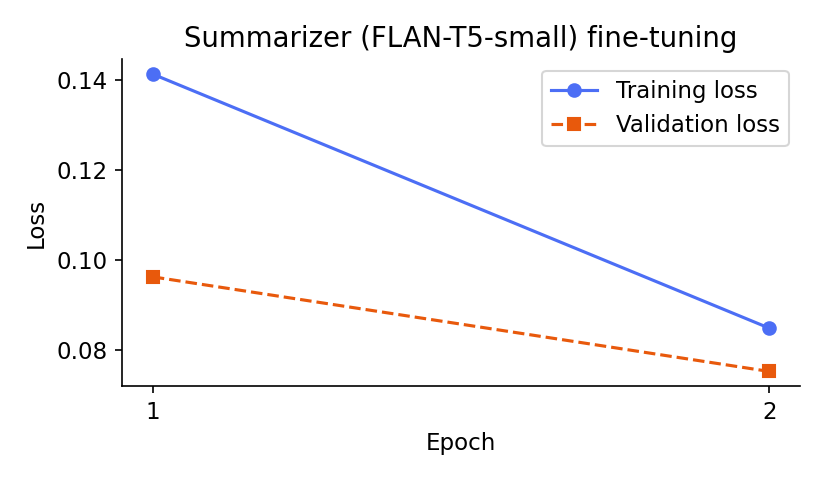 Summarizer (FLAN-T5-small) fine-tuning
Training loss
Validation loss
Loss
0.14
0.12
0.10
0.08
1
2
Epoch